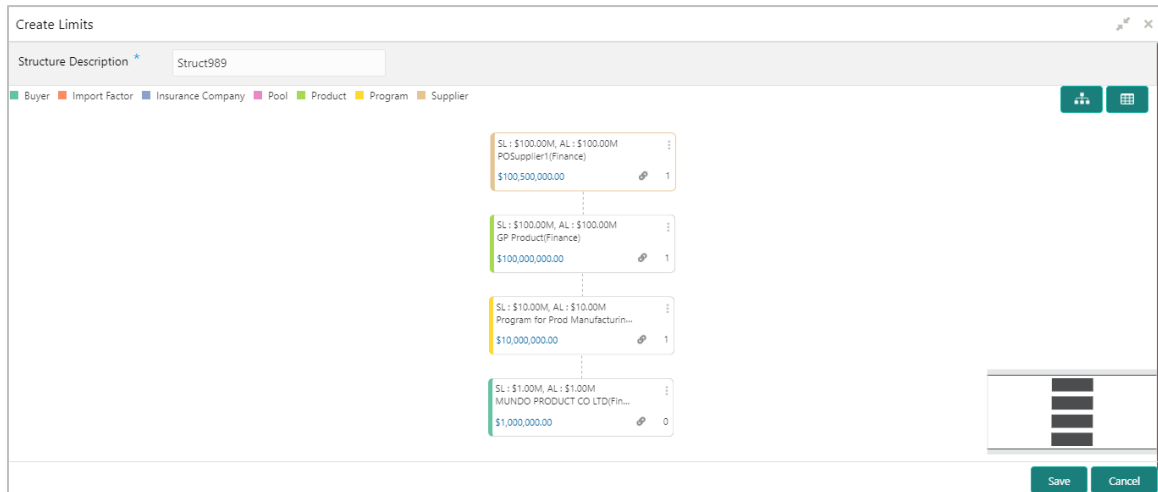 Create Limits
Structure Description *
Struct989
Buyer Import Factor Insurance Company Pool Product Program Supplier
SL : $100.00M, AL : $100.00M
POSupplier1(Finance)
$100,500,000.00 1
SL : $100.00M, AL : $100.00M
GP Product(Finance)
$100,000,000.00 1
SL : $10.00M, AL : $10.00M
Program for Prod Manufacturin...
$10,000,000.00 1
SL : $1.00M, AL : $1.00M
MUNDO PRODUCT CO LTD(Fin...
$1,000,000.00 0
Save Cancel